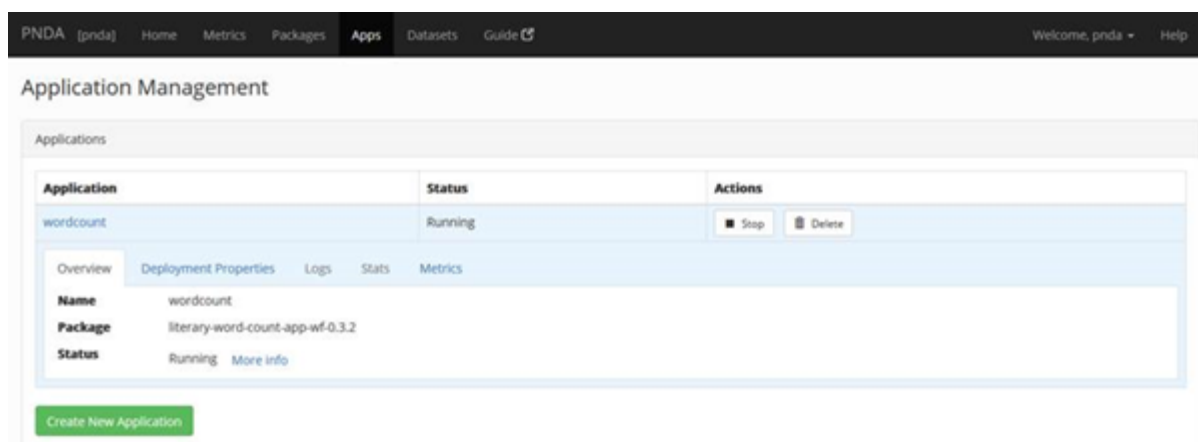 PNDA [pnda] Home Metrics Packages Apps Datasets Guide Welcome, pnda Help
Application Management
Applications
Application Status Actions
wordcount Running Stop Delete
Overview Deployment Properties Logs Stats Metrics
Name wordcount
Package literary-word-count-app-wf-0.3.2
Status Running More info
Create New Application